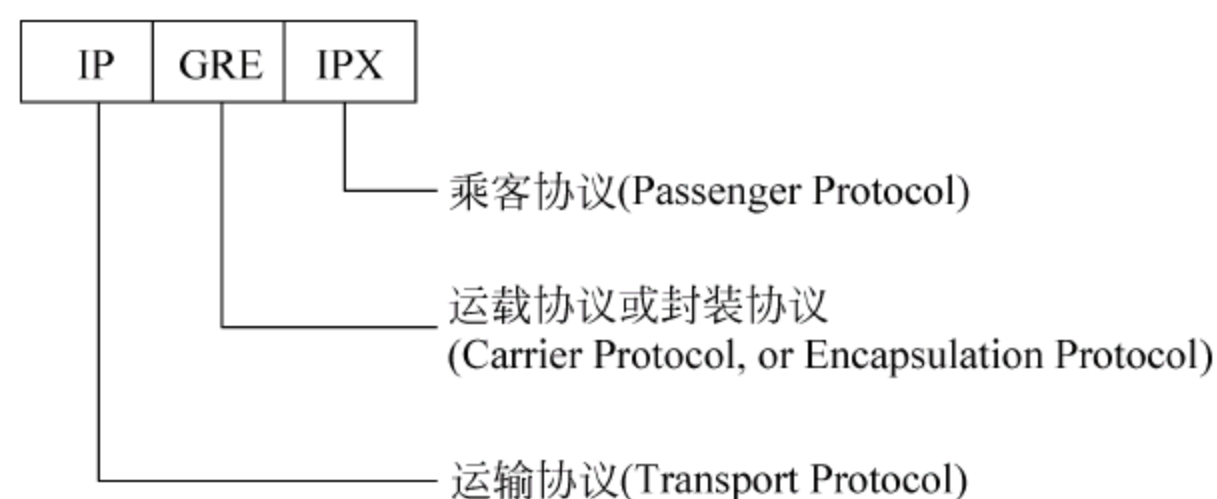 IP GRE IPX
乘客协议(Passenger Protocol)
运载协议或封装协议
(Carrier Protocol, or Encapsulation Protocol)
运输协议(Transport Protocol)